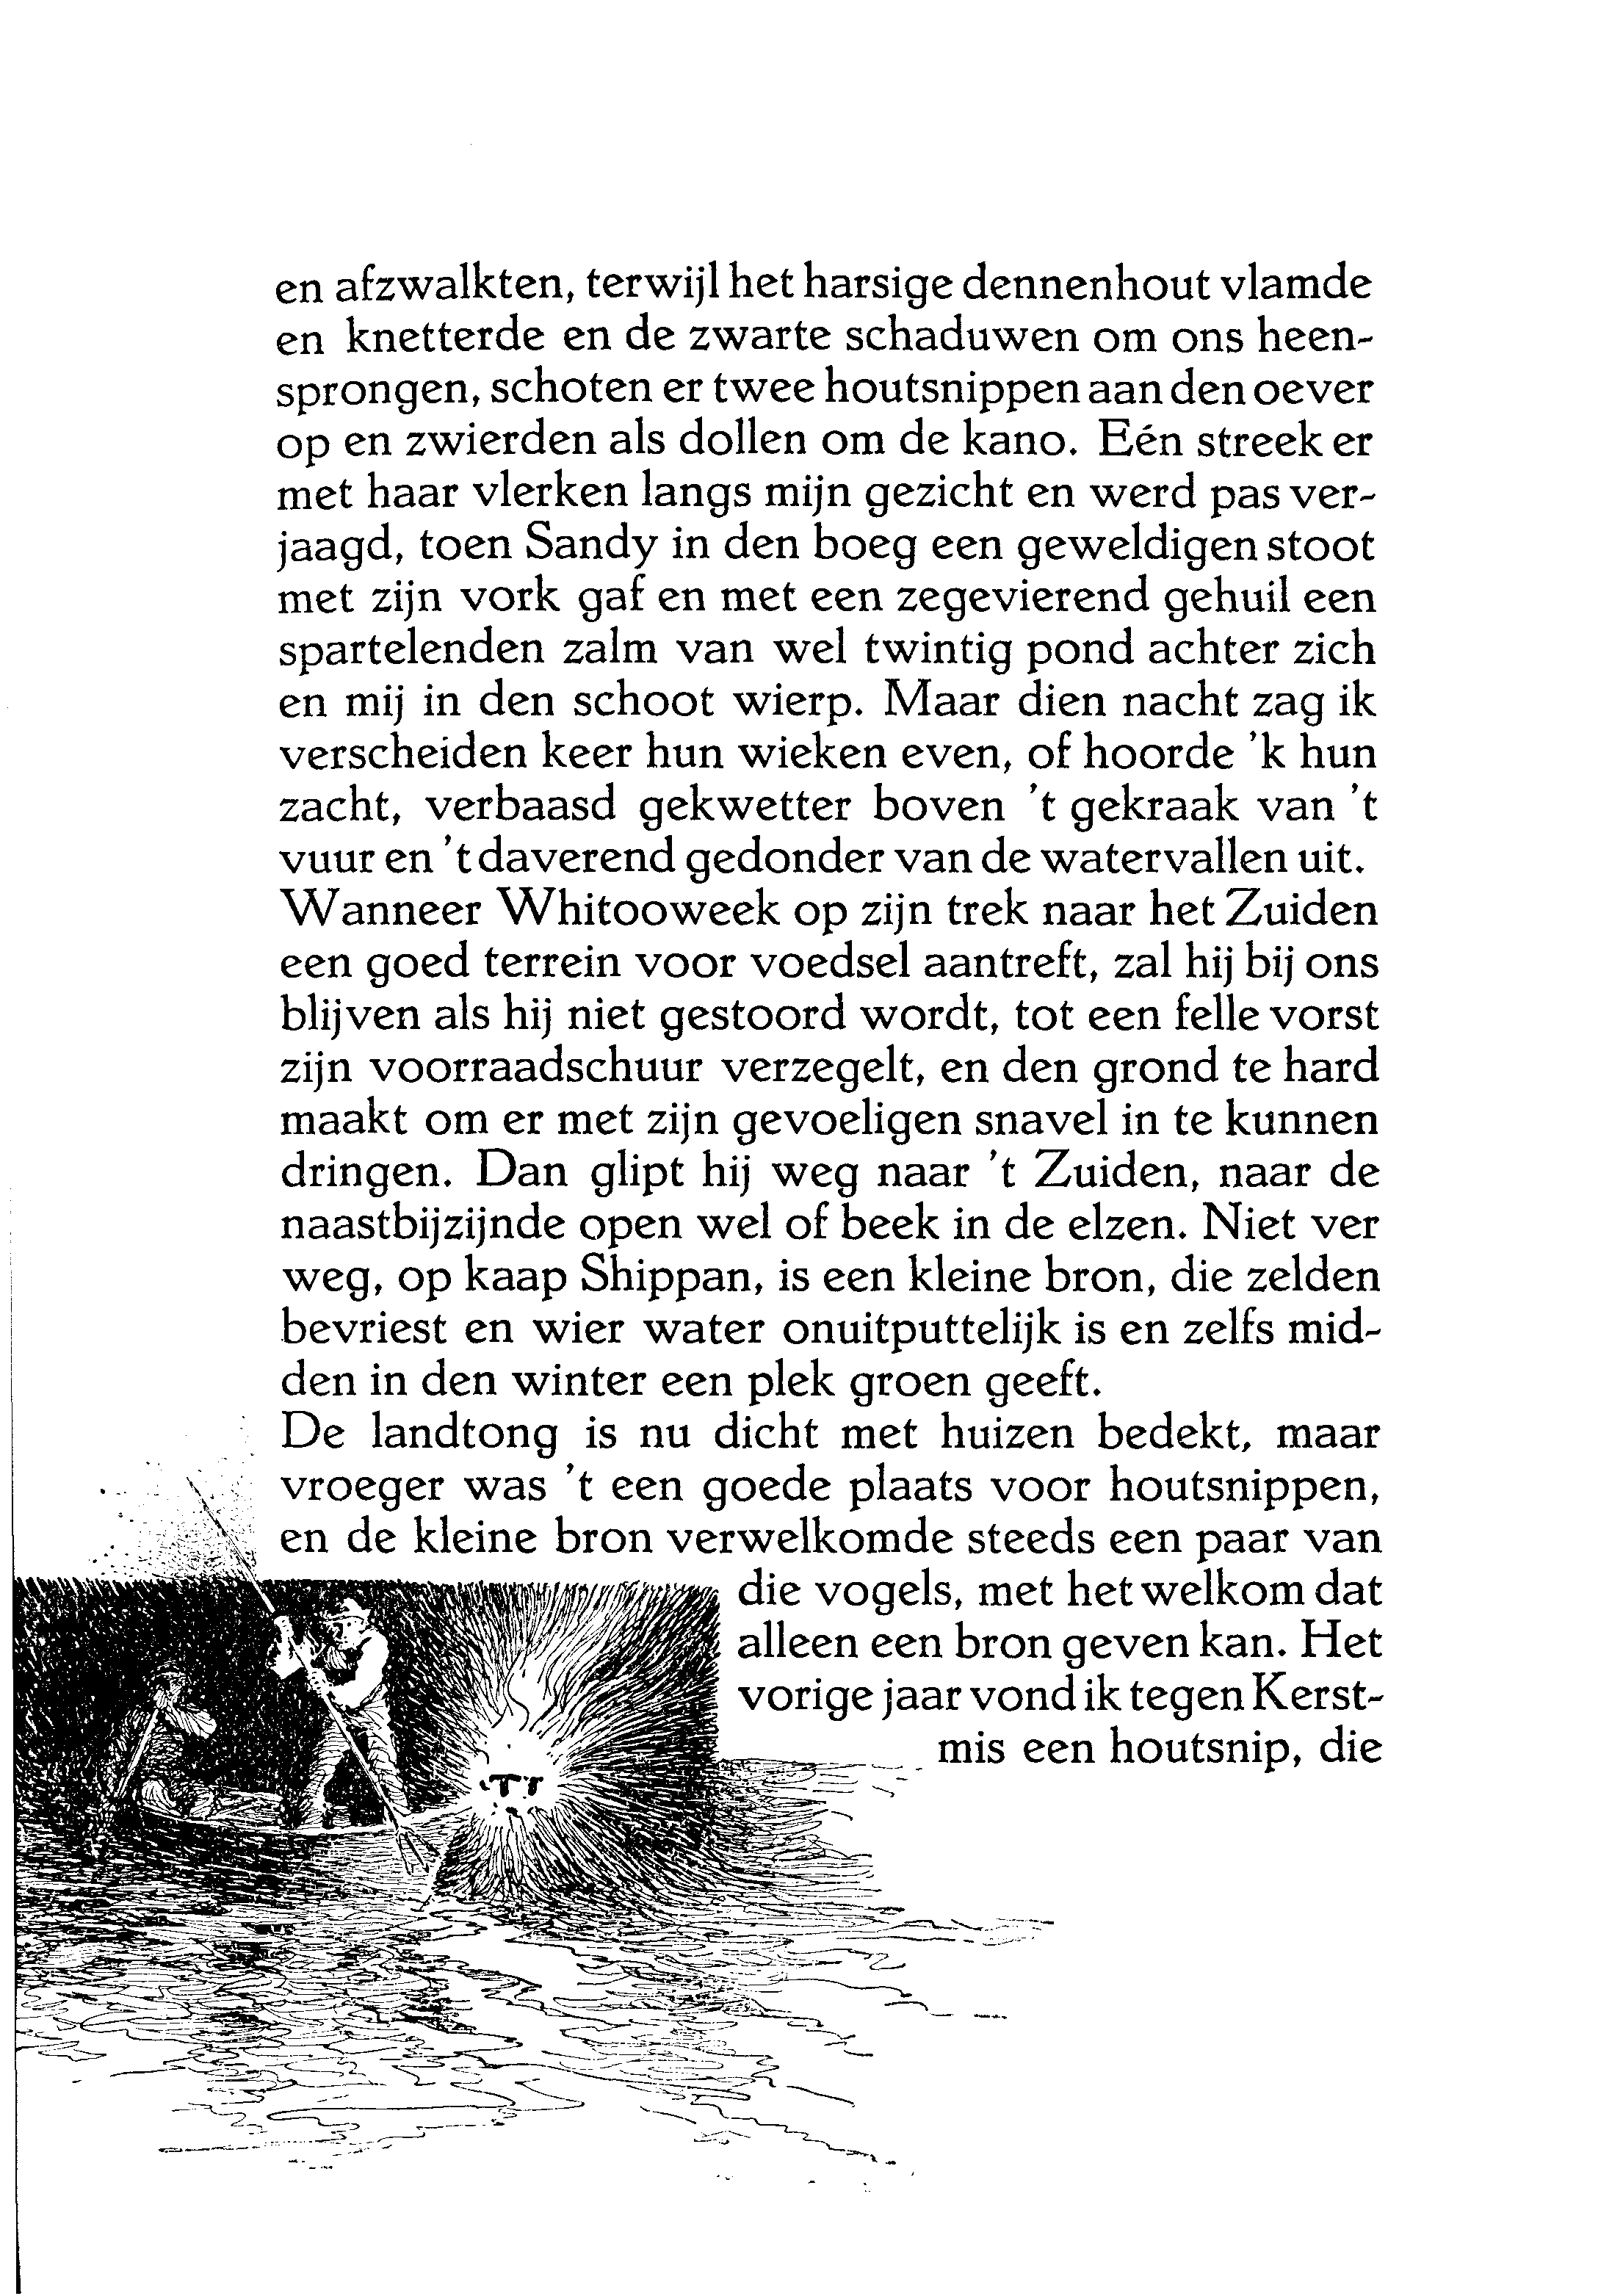 en afzwalkten, terwijl het harsige dennenhout vlamde
en knetterde en de zwarte schaduwen om ons heen-
sprongen, schoten er twee houtsnippen aan den oever
op en zwierden als dollen om de kano. Eén streek er
met haar vlerken langs mijn gezicht en werd pas ver-
jaagd, toen Sandy in den boeg een geweldigen stoot
met zijn vork gaf en met een zegevierend gehuil een
spartelenden zalm van wel twintig pond achter zich
en mij in den schoot wierp. Maar dien nacht zag ik
verscheiden keer hun wieken even, of hoorde 'k hun
zacht, verbaasd gekwetter boven 't gekraak van 't
vuur en 't daverend gedonder van de watervallen uit.
Wanneer Whitooweek op zijn trek naar het Zuiden
een goed terrein voor voedsel aantreft, zal hij bij ons
blijven als hij niet gestoord wordt, tot een felle vorst
zijn voorraadschuur verzegelt, en den grond te hard
maakt om er met zijn gevoeligen snavel in te kunnen
dringen. Dan glipt hij weg naar 't Zuiden, naar de
naastbijzijnde open wel of beek in de elzen. Niet ver
weg, op kaap Shippan, is een kleine bron, die zelden
bevriest en wier water onuitputtelijk is en zelfs mid-
den in den winter een plek groen geeft.
De landtong is nu dicht met huizen bedekt, maar
vroeger was 't een goede plaats voor houtsnippen,
en de kleine bron verwelkomde steeds een paar van
die vogels, met het welkom dat
alleen een bron geven kan. Het
vorige jaar vond ik tegen Kerst-
mis een houtsnip, die